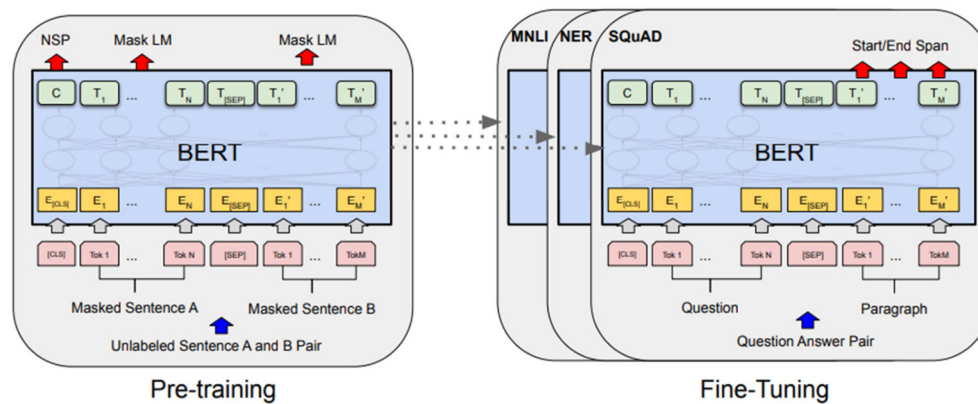 NSP Mask LM Mask LM
C T1 ... TN T[SEP] T1' ... TM'
BERT
E[CLS] E1 ... EN E[SEP] E1' ... EM'
[CLS] Tok 1 ... Tok N [SEP] Tok 1 ... TokM
Masked Sentence A Masked Sentence B
Unlabeled Sentence A and B Pair
Pre-training
MNLI NER SQuAD
Start/End Span
C T1 ... TN T[SEP] T1' ... TM'
BERT
E[CLS] E1 ... EN E[SEP] E1' ... EM'
[CLS] Tok 1 ... Tok N [SEP] Tok 1 ... TokM
Question Paragraph
Question Answer Pair
Fine-Tuning